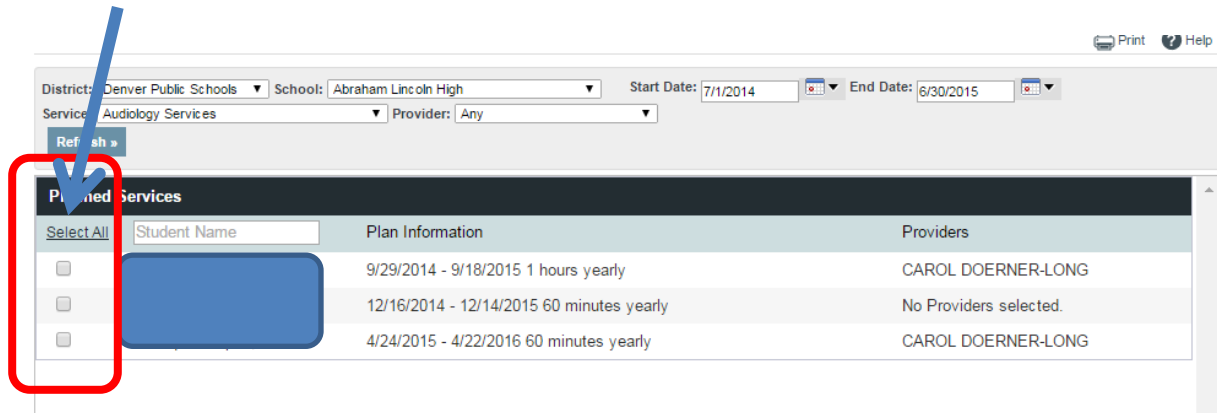 Print Help
District: Denver Public Schools School: Abraham Lincoln High Start Date: 7/1/2014 End Date: 6/30/2015
Service: Audiology Services Provider: Any
Refresh »
Planned Services
Select All Student Name Plan Information Providers
9/29/2014 - 9/18/2015 1 hours yearly CAROL DOERNER-LONG
12/16/2014 - 12/14/2015 60 minutes yearly No Providers selected.
4/24/2015 - 4/22/2016 60 minutes yearly CAROL DOERNER-LONG